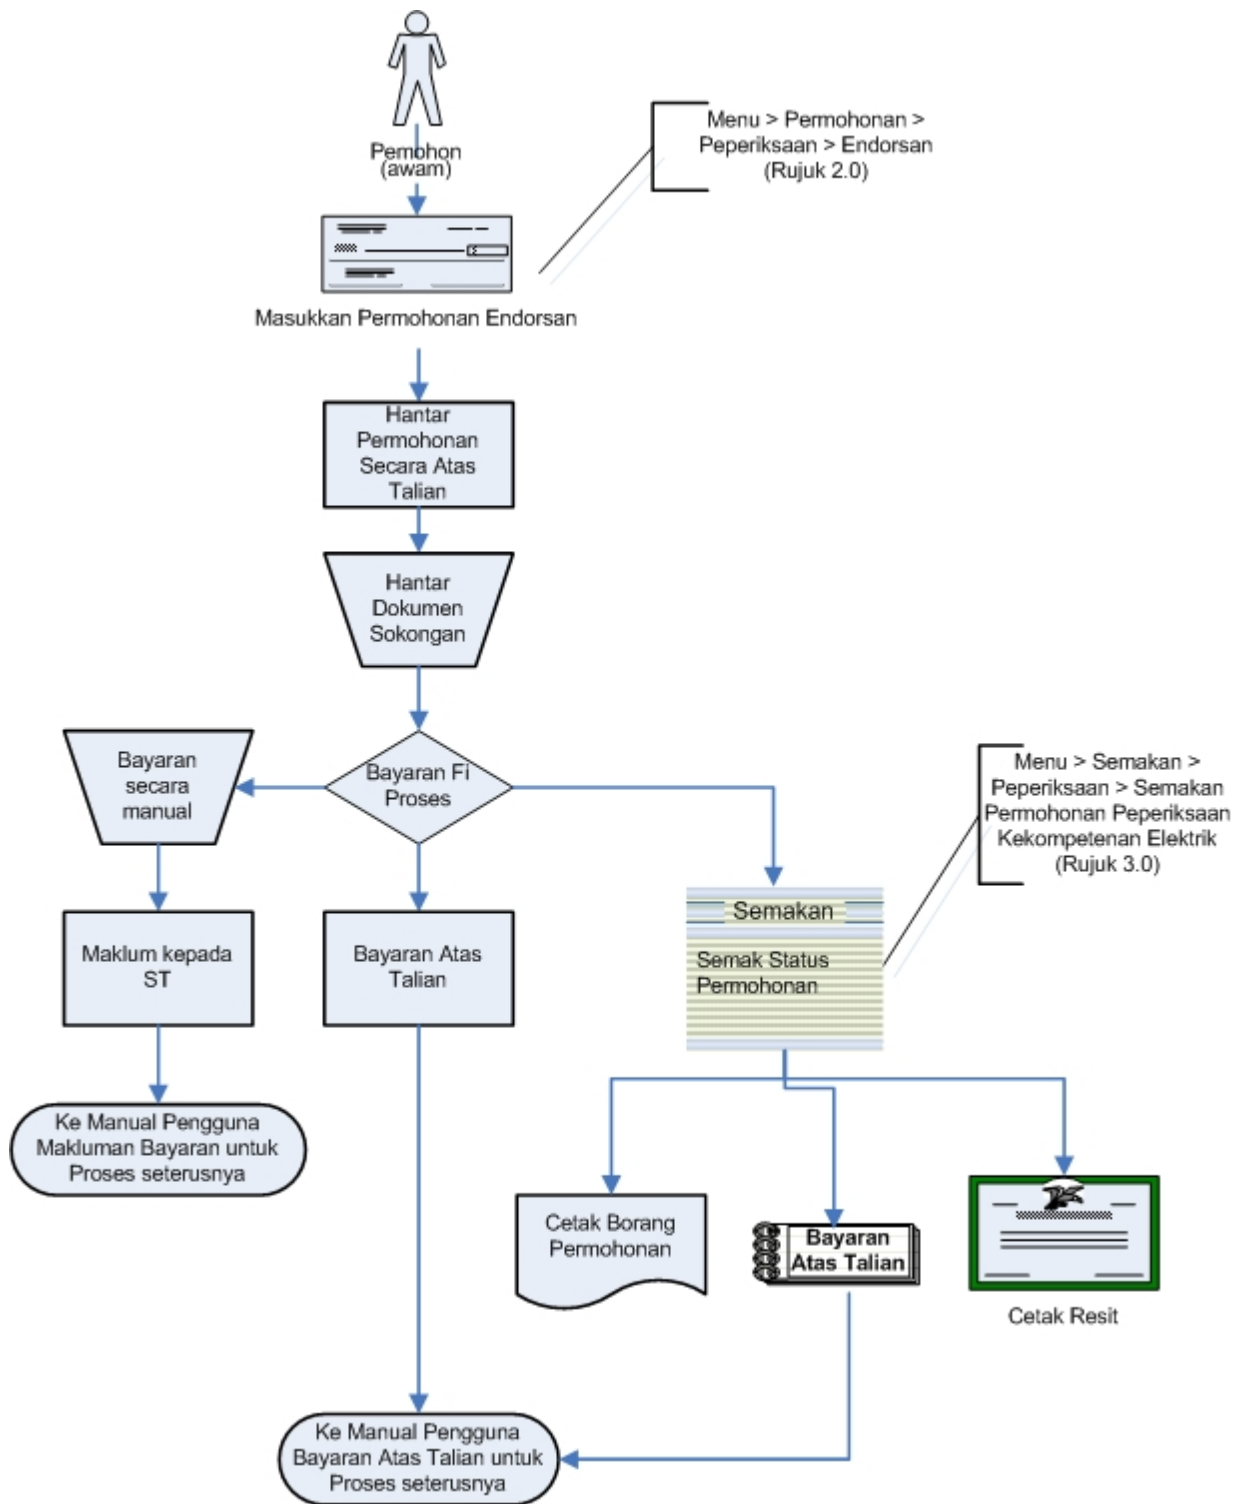 Pemohon
(awam)
Menu > Permohonan >
Peperiksaan > Endorsan
(Rujuk 2.0)
Masukkan Permohonan Endorsan
Hantar
Permohonan
Secara Atas
Talian
Hantar
Dokumen
Sokongan
Bayaran
secara
manual
Bayaran Fi
Proses
Menu > Semakan >
Peperiksaan > Semakan
Permohonan Peperiksaan
Kekompetenan Elektrik
(Rujuk 3.0)
Maklum kepada
ST
Bayaran Atas
Talian
Semakan
Semak Status
Permohonan
Ke Manual Pengguna
Makluman Bayaran untuk
Proses seterusnya
Cetak Borang
Permohonan
Bayaran
Atas Talian
Cetak Resit
Ke Manual Pengguna
Bayaran Atas Talian untuk
Proses seterusnya